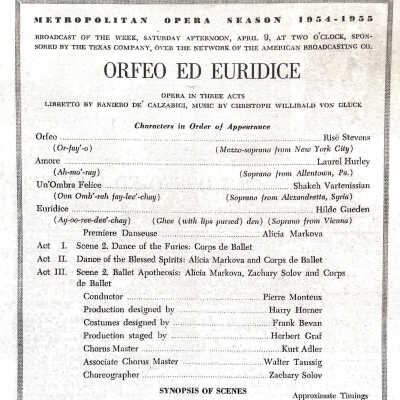 METROPOLITAN OPERA SEASON 1954-1955
BROADCAST OF THE WEEK, SATURDAY AFTERNOON, APRIL 9, AT TWO O'CLOCK, SPON-
SORED BY THE TEXAS COMPANY, OVER THE NETWORK OF THE AMERICAN BROADCASTING CO.
ORFEO ED EURIDICE
OPERA IN THREE ACTS
LIBRETTO BY RANIERO DE' CALZABIGI, MUSIC BY CHRISTOPH WILLIBALD VON GLUCK
Characters in Order of Appearance
Orfeo Risë Stevens
(Or-fay'-o) (Mezzo-soprano from New York City)
Amore Laurel Hurley
(Ah-mo'-ray) (Soprano from Allentown, Pa.)
Un'Ombra Felice Shakeh Vartenissian
(Oon Omb'-rah fay-lee'-chay) (Soprano from Alexandretta, Syria)
Euridice Hilde Gueden
(Ay-oo-ree-dee'-chay) (Ghee (with lips pursed) den) (Soprano from Vienna)
Premiere Danseuse Alicia Markova
Act I. Scene 2, Dance of the Furies: Corps de Ballet
Act II. Dance of the Blessed Spirits: Alicia Markova and Corps de Ballet
Act III. Scene 2, Ballet Apotheosis: Alicia Markova, Zachary Solov and Corps
de Ballet
Conductor Pierre Monteux
Production designed by Harry Horner
Costumes designed by Frank Bevan
Production staged by Herbert Graf
Chorus Master Kurt Adler
Associate Chorus Master Walter Taussig
Choreographer Zachary Solov
SYNOPSIS OF SCENES
Approximate Timings